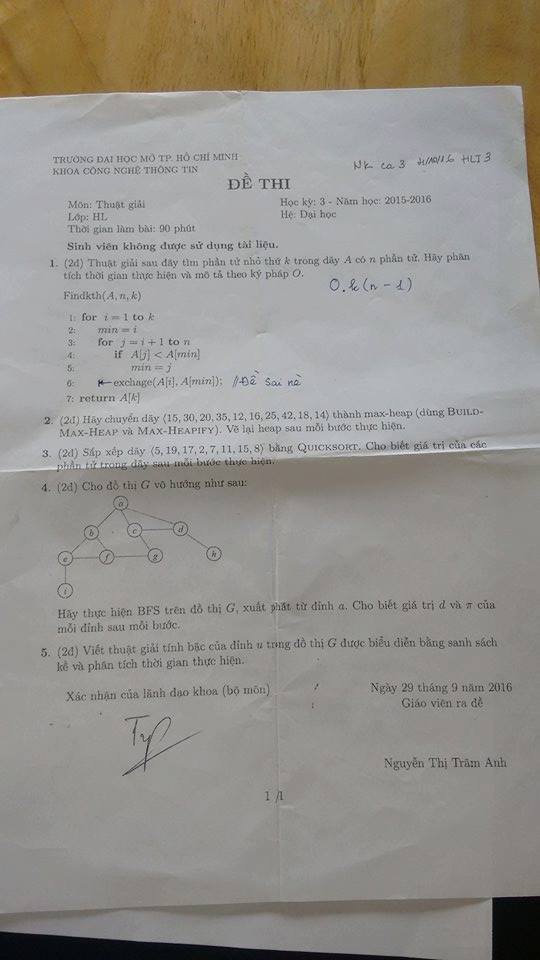 TRƯỜNG ĐẠI HỌC MỞ TP. HỒ CHÍ MINH
KHOA CÔNG NGHỆ THÔNG TIN
NK ca 3 HLT3
ĐỀ THI
Môn: Thuật giải
Học kỳ: 3 - Năm học: 2015-2016
Lớp: HL
Hệ: Đại học
Thời gian làm bài: 90 phút
Sinh viên không được sử dụng tài liệu.
1. (2đ) Thuật giải sau đây tìm phần tử nhỏ thứ k trong dãy A có n phần tử. Hãy phân
tích thời gian thực hiện và mô tả theo ký pháp O.
O.k(n-1)
Findkth(A, n, k)
1: for i = 1 to k
2: min = i
3: for j = i + 1 to n
4: if A[j] < A[min]
5: min = j
6: exchage(A[i], A[min]); //Đề sai nè
7: return A[k]
2. (2đ) Hãy chuyển dãy ⟨15, 30, 20, 35, 12, 16, 25, 42, 18, 14⟩ thành max-heap (dùng BUILD-
MAX-HEAP và MAX-HEAPIFY). Vẽ lại heap sau mỗi bước thực hiện.
3. (2đ) Sắp xếp dãy ⟨5, 19, 17, 2, 7, 11, 15, 8⟩ bằng QUICKSORT. Cho biết giá trị của các
phần tử trong dãy sau mỗi bước thực hiện.
4. (2đ) Cho đồ thị G vô hướng như sau:
a
b c d
e f g h
i
Hãy thực hiện BFS trên đồ thị G, xuất phát từ đỉnh a. Cho biết giá trị d và π của
mỗi đỉnh sau mỗi bước.
5. (2đ) Viết thuật giải tính bậc của đỉnh u trong đồ thị G được biểu diễn bằng sanh sách
kề và phân tích thời gian thực hiện.
Xác nhận của lãnh đạo khoa (bộ môn)
Ngày 29 tháng 9 năm 2016
Giáo viên ra đề
Nguyễn Thị Trâm Anh
1 /1